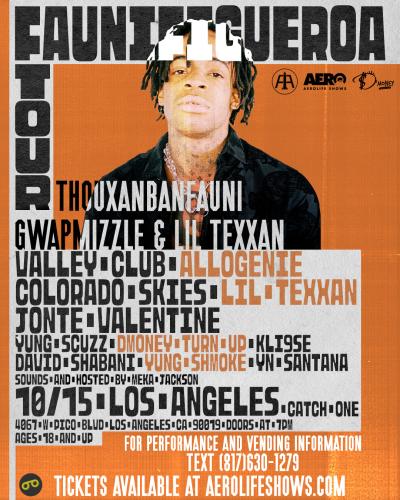 FAUNIFIGUEROA
TOUR
AERO
AEROLIFE SHOWS
MONEY
THOUXANBANFAUNI
GWAPMIZZLE & LIL TEXXAN
VALLEY CLUB ALLOGENIE
COLORADO SKIES LIL TEXXAN
JONTE VALENTINE
YUNG SCUZZ DMONEY TURN UP KLI9SE
DAVID SHABANI YUNG SHMOKE YN SANTANA
SOUNDS AND HOSTED BY MEKA JACKSON
10/15 LOS ANGELES CATCH ONE
4067 W PICO BLVD LOS ANGELES CA 90019 DOORS AT 7PM
AGES 18 AND UP
FOR PERFORMANCE AND VENDING INFORMATION
TEXT (817)630-1279
TICKETS AVAILABLE AT AEROLIFESHOWS.COM